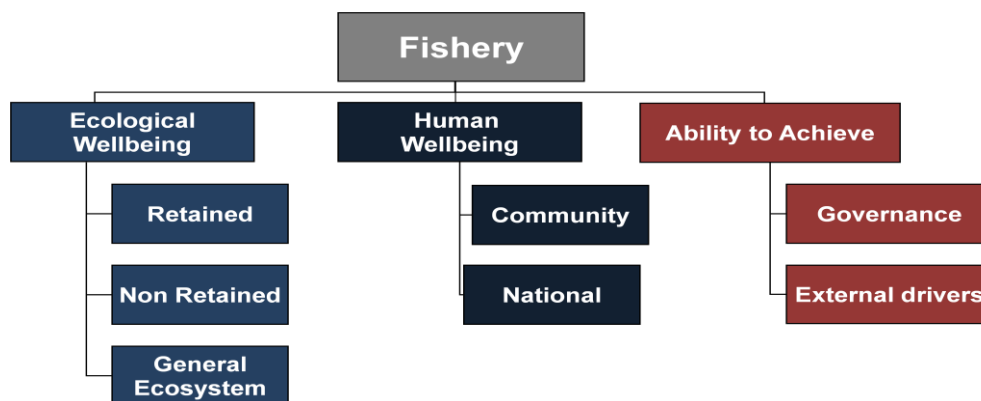 Fishery
Ecological
Wellbeing
Human
Wellbeing
Ability to Achieve
Retained
Non Retained
General
Ecosystem
Community
National
Governance
External drivers